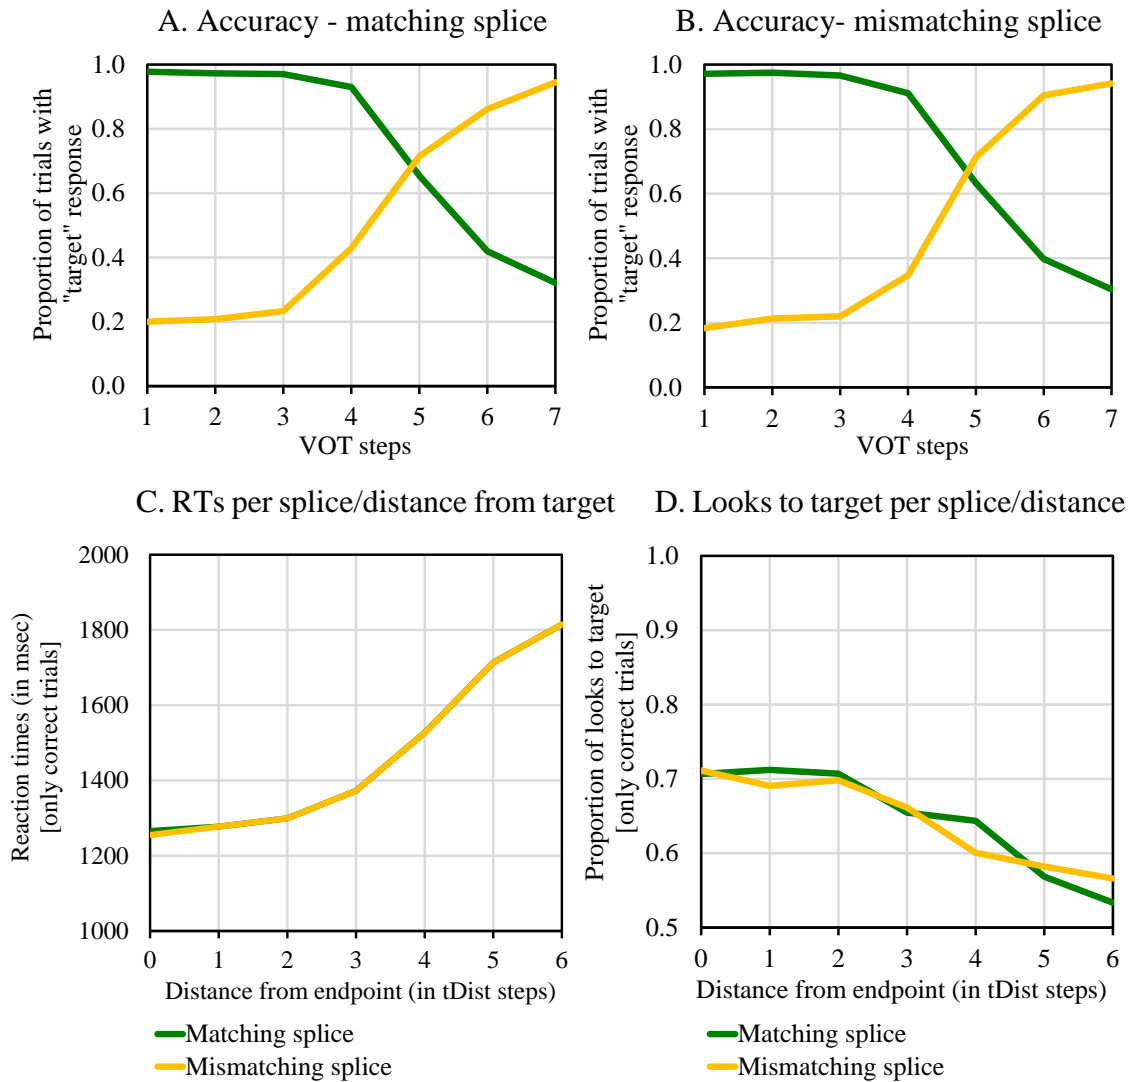 A. Accuracy - matching splice
Proportion of trials with
"target" response
1.0
0.8
0.6
0.4
0.2
0.0
1 2 3 4 5 6 7
VOT steps
B. Accuracy- mismatching splice
Proportion of trials with
"target" response
1.0
0.8
0.6
0.4
0.2
0.0
1 2 3 4 5 6 7
VOT steps
C. RTs per splice/distance from target
Reaction times (in msec)
[only correct trials]
2000
1800
1600
1400
1200
1000
0 1 2 3 4 5 6
Distance from endpoint (in tDist steps)
Matching splice
Mismatching splice
D. Looks to target per splice/distance
Proportion of looks to target
[only correct trials]
1.0
0.9
0.8
0.7
0.6
0.5
0 1 2 3 4 5 6
Distance from endpoint (in tDist steps)
Matching splice
Mismatching splice